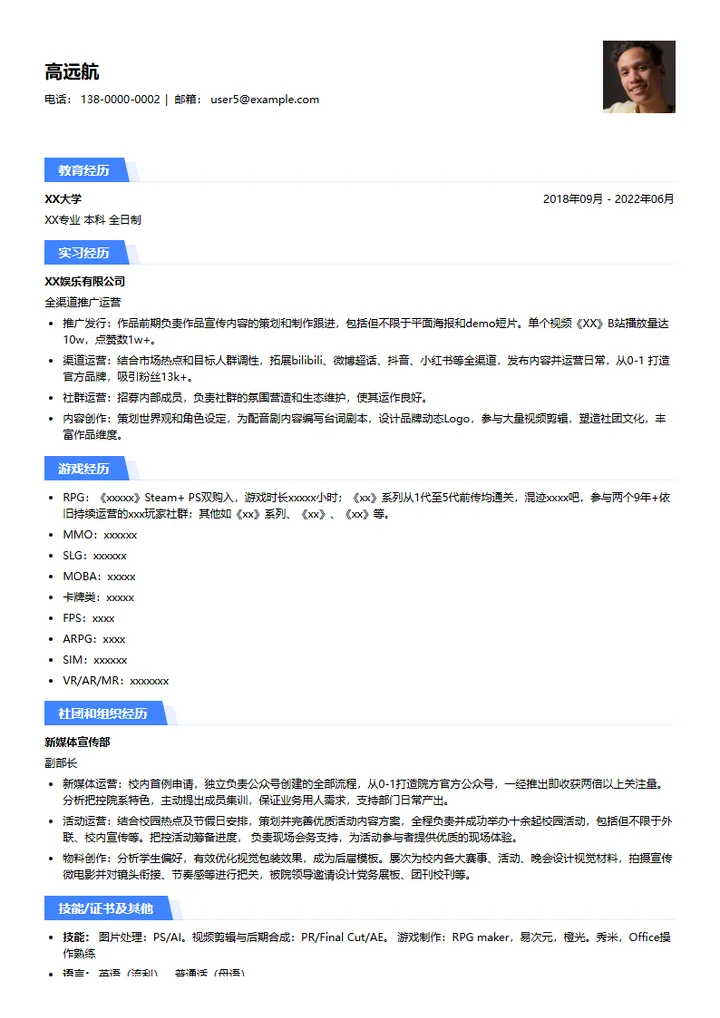 高远航
电话： 138-0000-0002 | 邮箱： user5@example.com
教育经历
XX大学 2018年09月 - 2022年06月
XX专业 本科 全日制
实习经历
XX娱乐有限公司
全渠道推广运营
• 推广发行：作品前期负责作品宣传内容的策划和制作跟进，包括但不限于平面海报和demo短片。单个视频《XX》B站播放量达
10w，点赞数1w+。
• 渠道运营：结合市场热点和目标人群调性，拓展bilibili、微博超话、抖音、小红书等全渠道，发布内容并运营日常，从0-1 打造
官方品牌，吸引粉丝13k+。
• 社群运营：招募内部成员，负责社群的氛围营造和生态维护，使其运作良好。
• 内容创作：策划世界观和角色设定，为配音剧内容编写台词剧本，设计品牌动态Logo，参与大量视频剪辑，塑造社团文化，丰
富作品维度。
游戏经历
• RPG：《xxxxx》Steam+ PS双购入，游戏时长xxxxx小时；《xx》系列从1代至5代前传均通关，混迹xxxx吧，参与两个9年+依
旧持续运营的xxx玩家社群；其他如《xx》系列、《xx》、《xx》等。
• MMO：xxxxxx
• SLG：xxxxxx
• MOBA：xxxxx
• 卡牌类：xxxxx
• FPS：xxxx
• ARPG：xxxx
• SIM：xxxxxx
• VR/AR/MR：xxxxxxx
社团和组织经历
新媒体宣传部
副部长
• 新媒体运营：校内首例申请，独立负责公众号创建的全部流程，从0-1打造院方官方公众号，一经推出即收获两倍以上关注量。
分析把控院系特色，主动提出成员集训，保证业务用人需求，支持部门日常产出。
• 活动运营：结合校园热点及节假日安排，策划并完善优质活动内容方案，全程负责并成功举办十余起校园活动，包括但不限于外
联、校内宣传等。把控活动筹备进度， 负责现场会务支持，为活动参与者提供优质的现场体验。
• 物料创作：分析学生偏好，有效优化视觉包装效果，成为后届模板。屡次为校内各大赛事、活动、晚会设计视觉材料，拍摄宣传
微电影并对镜头衔接、节奏感等进行把关，被院领导邀请设计党务展板、团刊校刊等。
技能/证书及其他
• 技能： 图片处理：PS/AI。视频剪辑与后期合成：PR/Final Cut/AE。 游戏制作：RPG maker，易次元，橙光。秀米，Office操
作熟练
• 语言： 英语（流利）、普通话（母语）